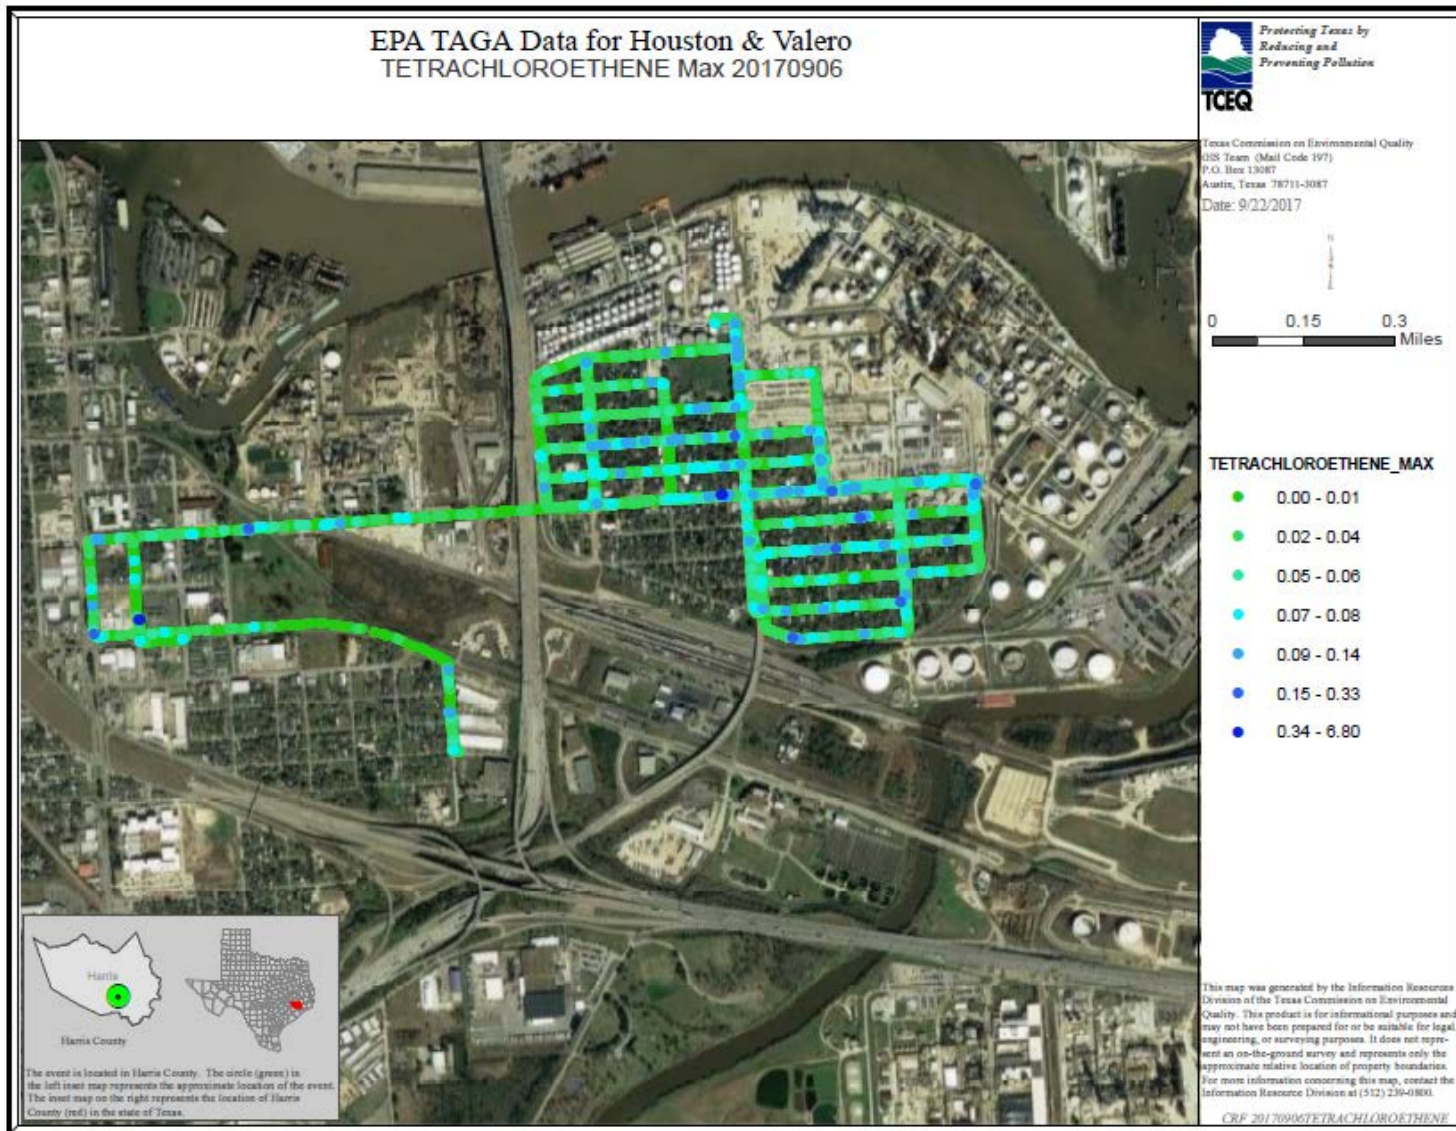 EPA TAGA Data for Houston & Valero
TETRACHLOROETHENE Max 20170906
Protecting Texas by
Reducing and
Preventing Pollution
TCEQ
Texas Commission on Environmental Quality
GIS Team (Mail Code 197)
P.O. Box 13087
Austin, Texas 78711-3087
Date: 9/22/2017
N
0 0.15 0.3
Miles
TETRACHLOROETHENE_MAX
0.00 - 0.01
0.02 - 0.04
0.05 - 0.06
0.07 - 0.08
0.09 - 0.14
0.15 - 0.33
0.34 - 6.80
Harris
Harris County
The event is located in Harris County. The circle (green) in
the left inset map represents the approximate location of the event.
The inset map on the right represents the location of Harris
County (red) in the state of Texas.
This map was generated by the Information Resources
Division of the Texas Commission on Environmental
Quality. This product is for informational purposes and
may not have been prepared for or be suitable for legal,
engineering, or surveying purposes. It does not repre-
sent an on-the-ground survey and represents only the
approximate relative location of property boundaries.
For more information concerning this map, contact the
Information Resource Division at (512) 239-0800.
CRF 20170906TETRACHLOROETHENE